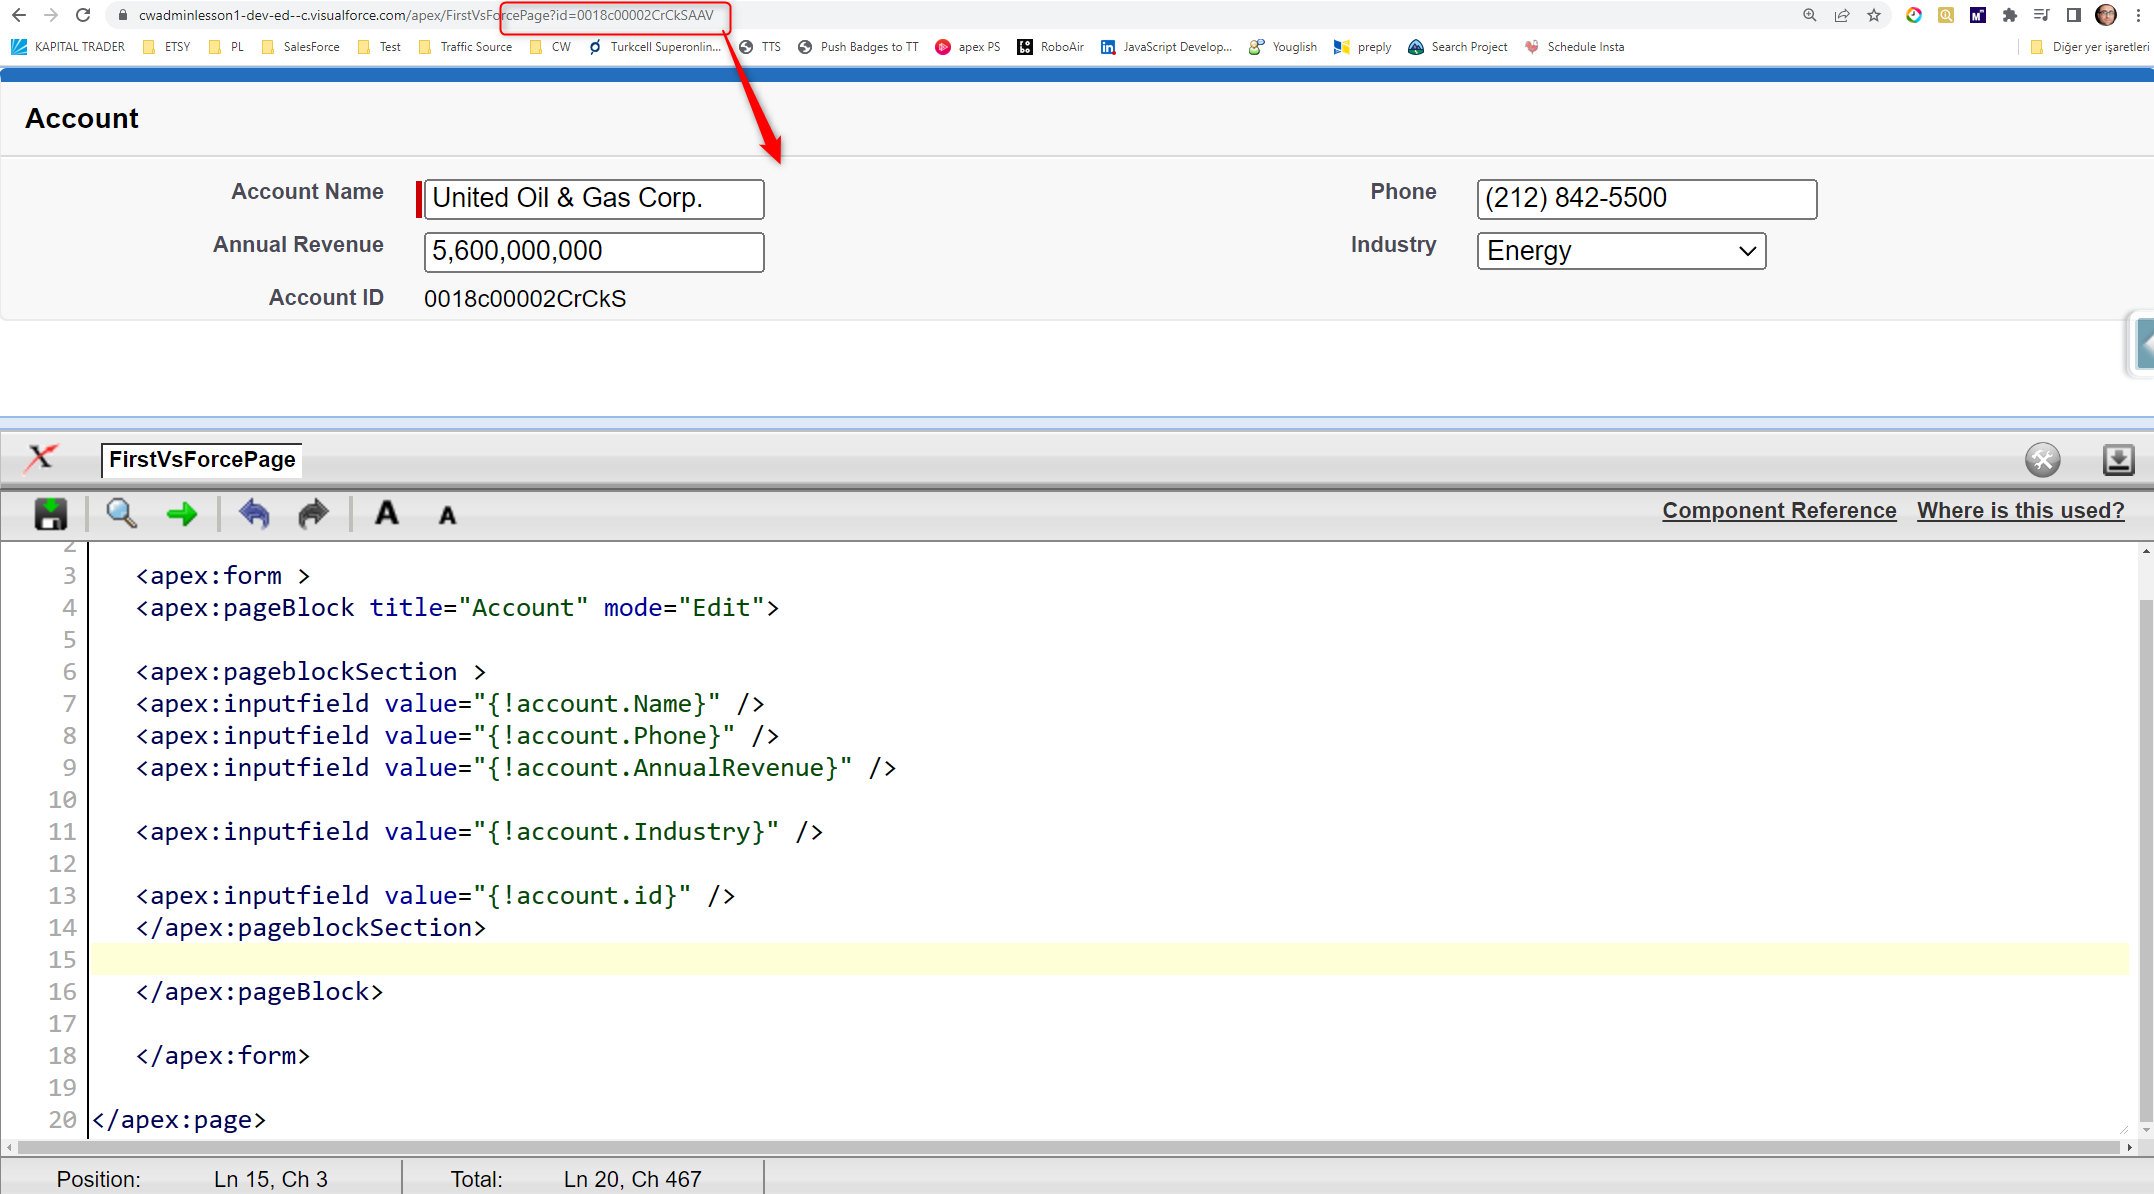 cwadminlesson1-dev-ed--c.visualforce.com/apex/FirstVsForcePage?id=0018c00002CrCkSAAV
KAPITAL TRADER ETSY PL SalesForce Test Traffic Source CW Turkcell Superonlin... TTS Push Badges to TT apex PS RoboAir JavaScript Develop... Youglish preply Search Project Schedule Insta Diğer yer işaretleri
Account
Account Name United Oil & Gas Corp. Phone (212) 842-5500
Annual Revenue 5,600,000,000 Industry Energy
Account ID 0018c00002CrCkS
FirstVsForcePage
A A Component Reference Where is this used?
2
3 <apex:form >
4 <apex:pageBlock title="Account" mode="Edit">
5
6 <apex:pageblockSection >
7 <apex:inputfield value="{!account.Name}" />
8 <apex:inputfield value="{!account.Phone}" />
9 <apex:inputfield value="{!account.AnnualRevenue}" />
10
11 <apex:inputfield value="{!account.Industry}" />
12
13 <apex:inputfield value="{!account.id}" />
14 </apex:pageblockSection>
15
16 </apex:pageBlock>
17
18 </apex:form>
19
20 </apex:page>
Position: Ln 15, Ch 3 Total: Ln 20, Ch 467